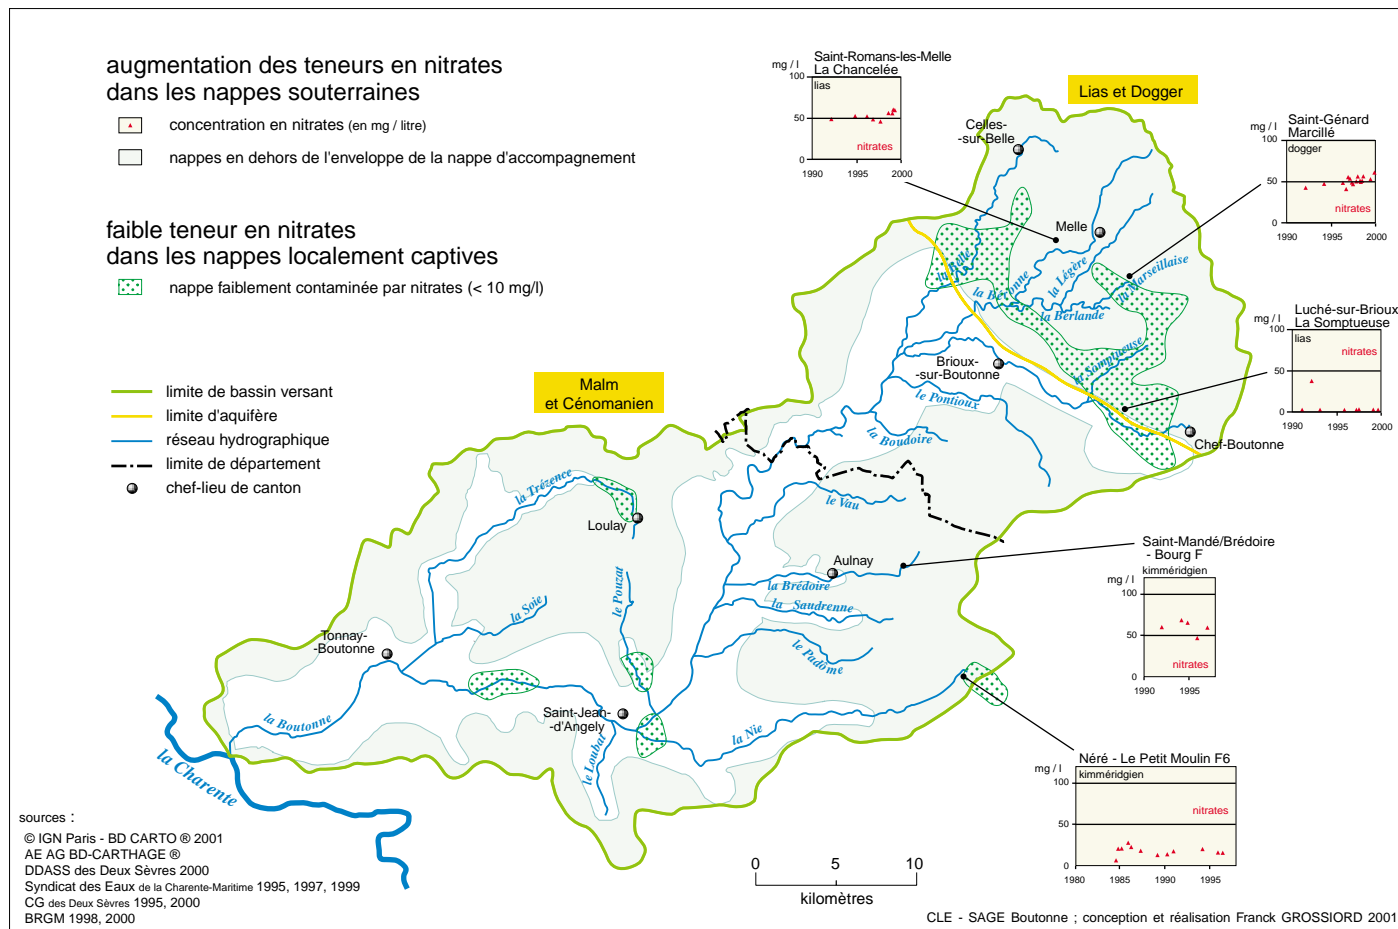 augmentation des teneurs en nitrates
dans les nappes souterraines
concentration en nitrates (en mg / litre)
nappes en dehors de l'enveloppe de la nappe d'accompagnement
faible teneur en nitrates
dans les nappes localement captives
nappe faiblement contaminée par nitrates (< 10 mg/l)
limite de bassin versant
limite d'aquifère
réseau hydrographique
limite de département
chef-lieu de canton
Saint-Romans-les-Melle
La Chancelée
mg / l
100
lias
50
nitrates
0
1990
1995
2000
Lias et Dogger
Saint-Génard
Marcillé
mg / l
100
dogger
50
nitrates
0
1990
1995
2000
Luché-sur-Brioux
La Somptueuse
mg / l
100
lias
nitrates
50
0
1990
1995
2000
Celles-
-sur-Belle
Melle
la Belle
la Béronne
la Légère
la Marseillaise
la Berlande
la Somptueuse
Brioux-
-sur-Boutonne
Chef-Boutonne
le Pontioux
la Boudoire
Malm
et Cénomanien
la Trézence
Loulay
le Vau
Aulnay
la Brédoire
la Saudrenne
le Padôme
le Pouzat
la Soie
Tonnay-
-Boutonne
Saint-Jean-
-d'Angely
la Boutonne
la Nie
le Loubat
la Charente
Saint-Mandé/Brédoire
- Bourg F
kimméridgien
mg / l
100
50
nitrates
0
1990
1995
Néré - Le Petit Moulin F6
mg / l
100
kimméridgien
nitrates
50
0
1980
1985
1990
1995
0
5
10
kilomètres
sources :
© IGN Paris - BD CARTO ® 2001
AE AG BD-CARTHAGE ®
DDASS des Deux Sèvres 2000
Syndicat des Eaux de la Charente-Maritime 1995, 1997, 1999
CG des Deux Sèvres 1995, 2000
BRGM 1998, 2000
CLE - SAGE Boutonne ; conception et réalisation Franck GROSSIORD 2001